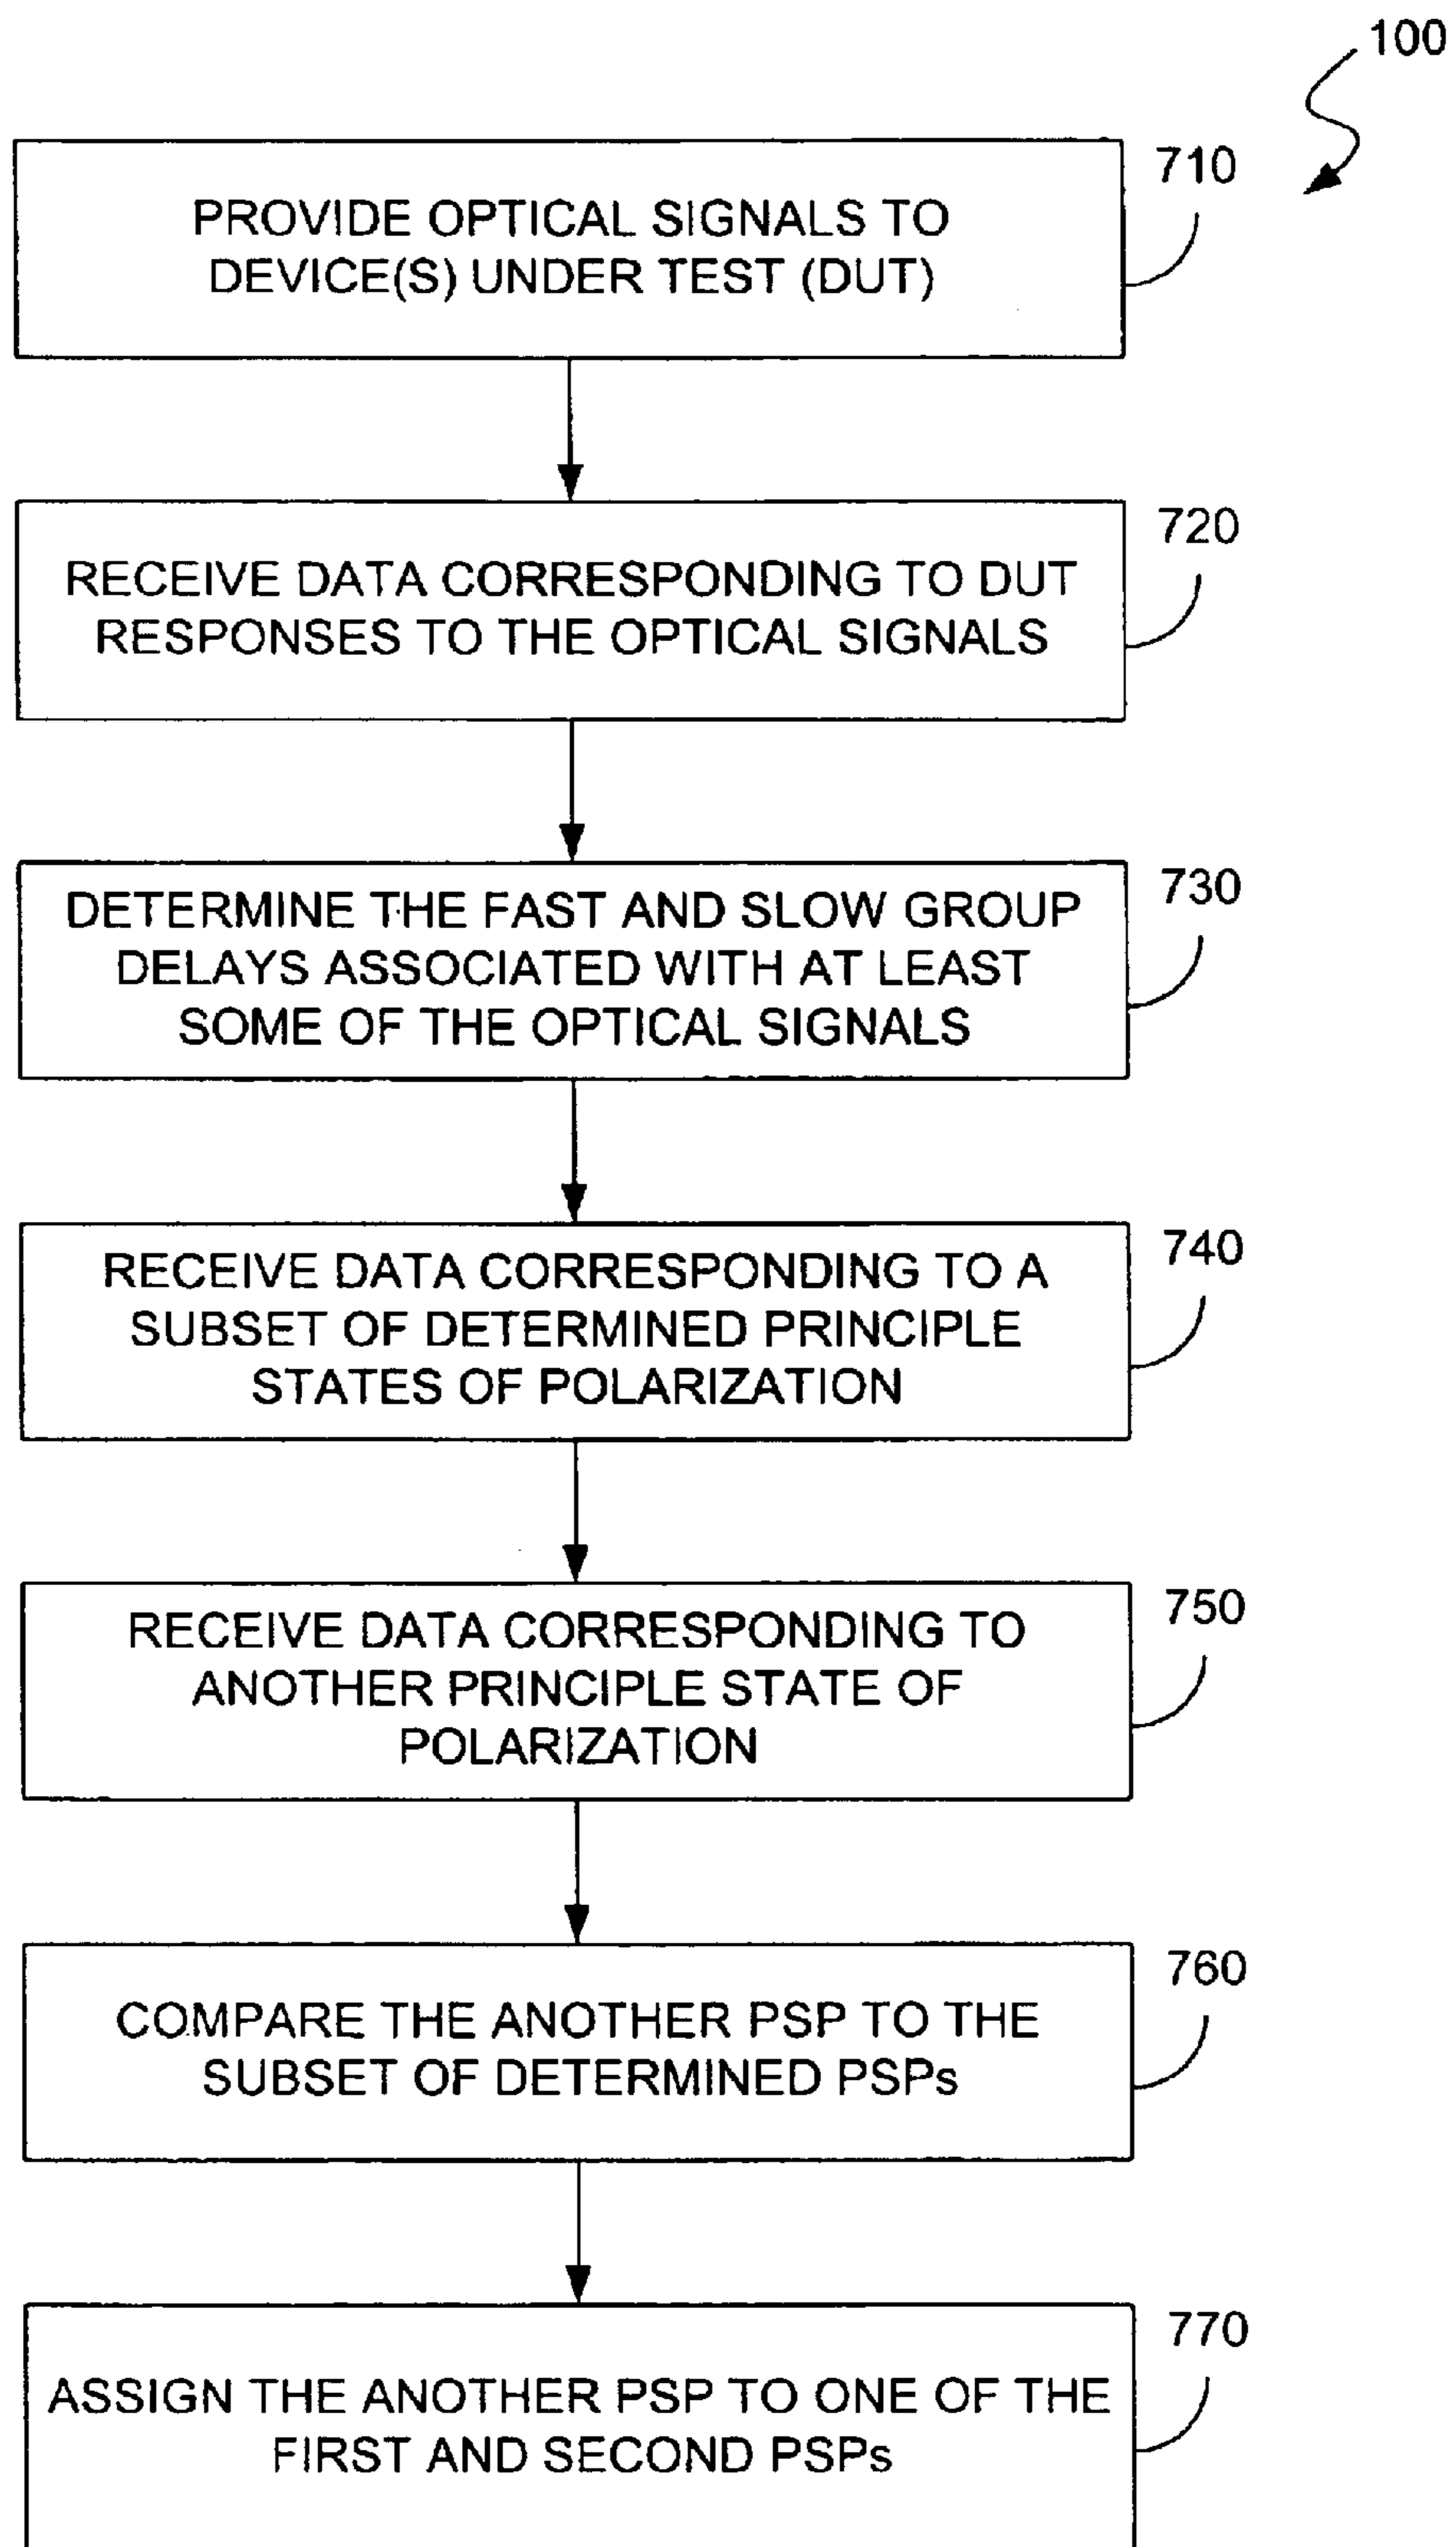 100
710
PROVIDE OPTICAL SIGNALS TO
DEVICE(S) UNDER TEST (DUT)
720
RECEIVE DATA CORRESPONDING TO DUT
RESPONSES TO THE OPTICAL SIGNALS
730
DETERMINE THE FAST AND SLOW GROUP
DELAYS ASSOCIATED WITH AT LEAST
SOME OF THE OPTICAL SIGNALS
740
RECEIVE DATA CORRESPONDING TO A
SUBSET OF DETERMINED PRINCIPLE
STATES OF POLARIZATION
750
RECEIVE DATA CORRESPONDING TO
ANOTHER PRINCIPLE STATE OF
POLARIZATION
760
COMPARE THE ANOTHER PSP TO THE
SUBSET OF DETERMINED PSPs
770
ASSIGN THE ANOTHER PSP TO ONE OF THE
FIRST AND SECOND PSPs